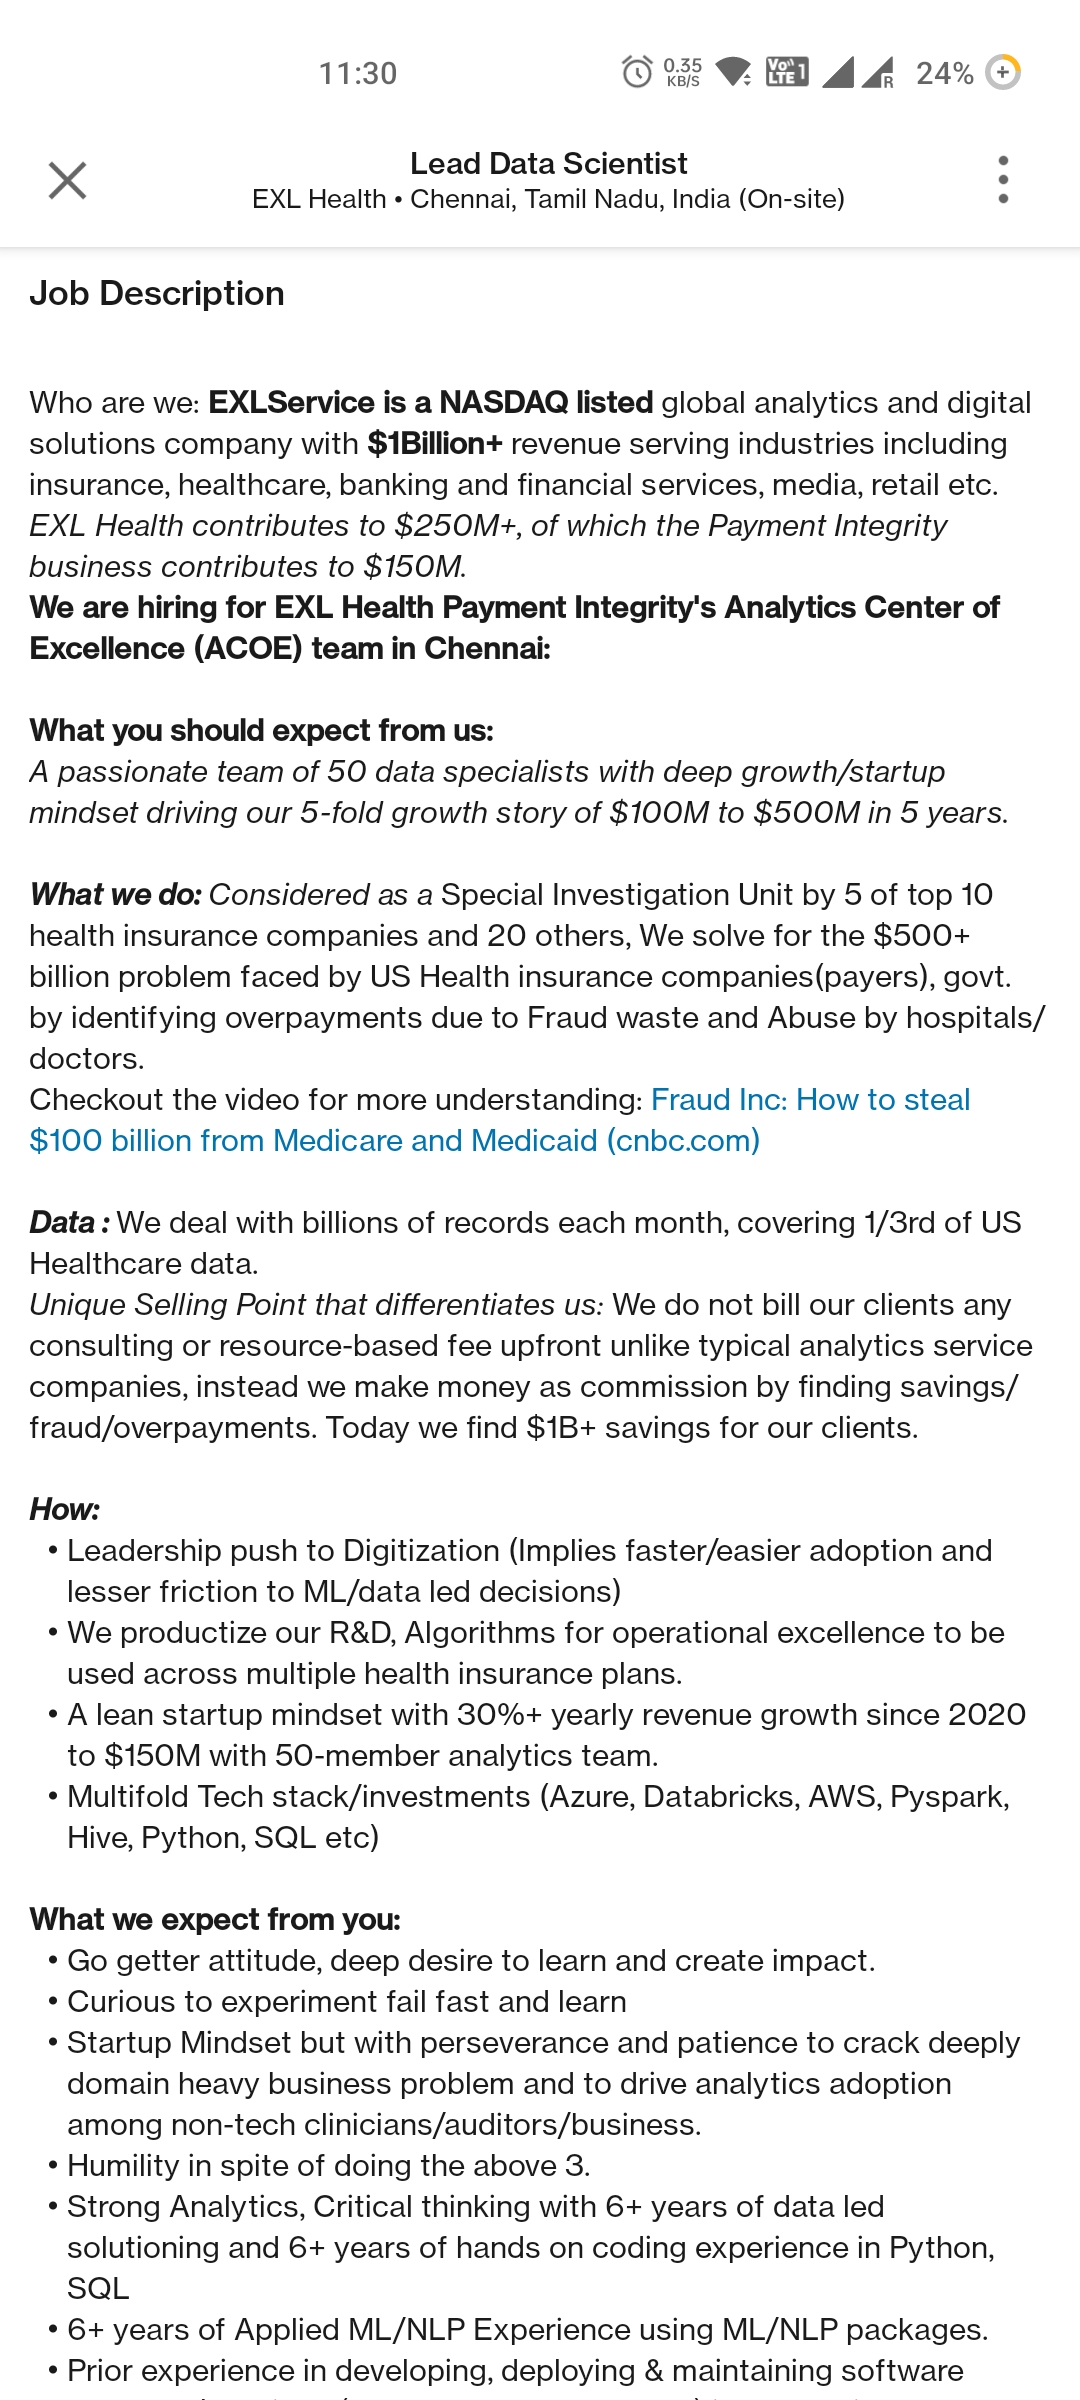 11:30
0.35
KB/S
Vo
LTE 1
R
24%
Lead Data Scientist
EXL Health • Chennai, Tamil Nadu, India (On-site)
Job Description
Who are we: EXLService is a NASDAQ listed global analytics and digital
solutions company with $1Billion+ revenue serving industries including
insurance, healthcare, banking and financial services, media, retail etc.
EXL Health contributes to $250M+, of which the Payment Integrity
business contributes to $150M.
We are hiring for EXL Health Payment Integrity's Analytics Center of
Excellence (ACOE) team in Chennai:
What you should expect from us:
A passionate team of 50 data specialists with deep growth/startup
mindset driving our 5-fold growth story of $100M to $500M in 5 years.
What we do: Considered as a Special Investigation Unit by 5 of top 10
health insurance companies and 20 others, We solve for the $500+
billion problem faced by US Health insurance companies(payers), govt.
by identifying overpayments due to Fraud waste and Abuse by hospitals/
doctors.
Checkout the video for more understanding: Fraud Inc: How to steal
$100 billion from Medicare and Medicaid (cnbc.com)
Data : We deal with billions of records each month, covering 1/3rd of US
Healthcare data.
Unique Selling Point that differentiates us: We do not bill our clients any
consulting or resource-based fee upfront unlike typical analytics service
companies, instead we make money as commission by finding savings/
fraud/overpayments. Today we find $1B+ savings for our clients.
How:
• Leadership push to Digitization (Implies faster/easier adoption and
lesser friction to ML/data led decisions)
• We productize our R&D, Algorithms for operational excellence to be
used across multiple health insurance plans.
• A lean startup mindset with 30%+ yearly revenue growth since 2020
to $150M with 50-member analytics team.
• Multifold Tech stack/investments (Azure, Databricks, AWS, Pyspark,
Hive, Python, SQL etc)
What we expect from you:
• Go getter attitude, deep desire to learn and create impact.
• Curious to experiment fail fast and learn
• Startup Mindset but with perseverance and patience to crack deeply
domain heavy business problem and to drive analytics adoption
among non-tech clinicians/auditors/business.
• Humility in spite of doing the above 3.
• Strong Analytics, Critical thinking with 6+ years of data led
solutioning and 6+ years of hands on coding experience in Python,
SQL
• 6+ years of Applied ML/NLP Experience using ML/NLP packages.
• Prior experience in developing, deploying & maintaining software